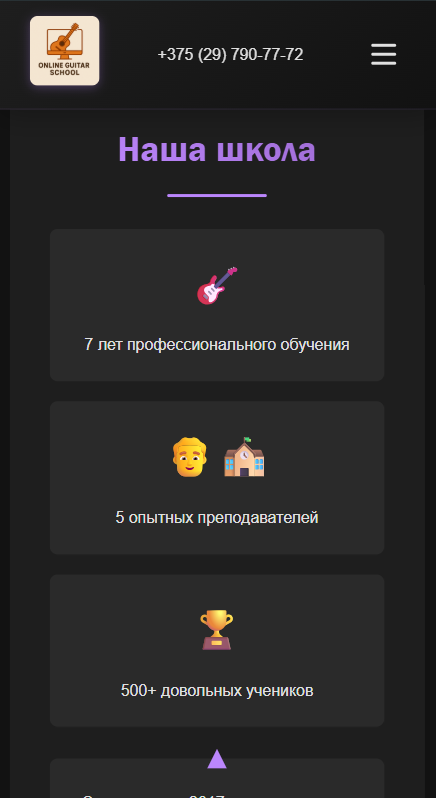 ONLINE GUITAR
SCHOOL
+375 (29) 790-77-72
Наша школа
7 лет профессионального обучения
5 опытных преподавателей
500+ довольных учеников